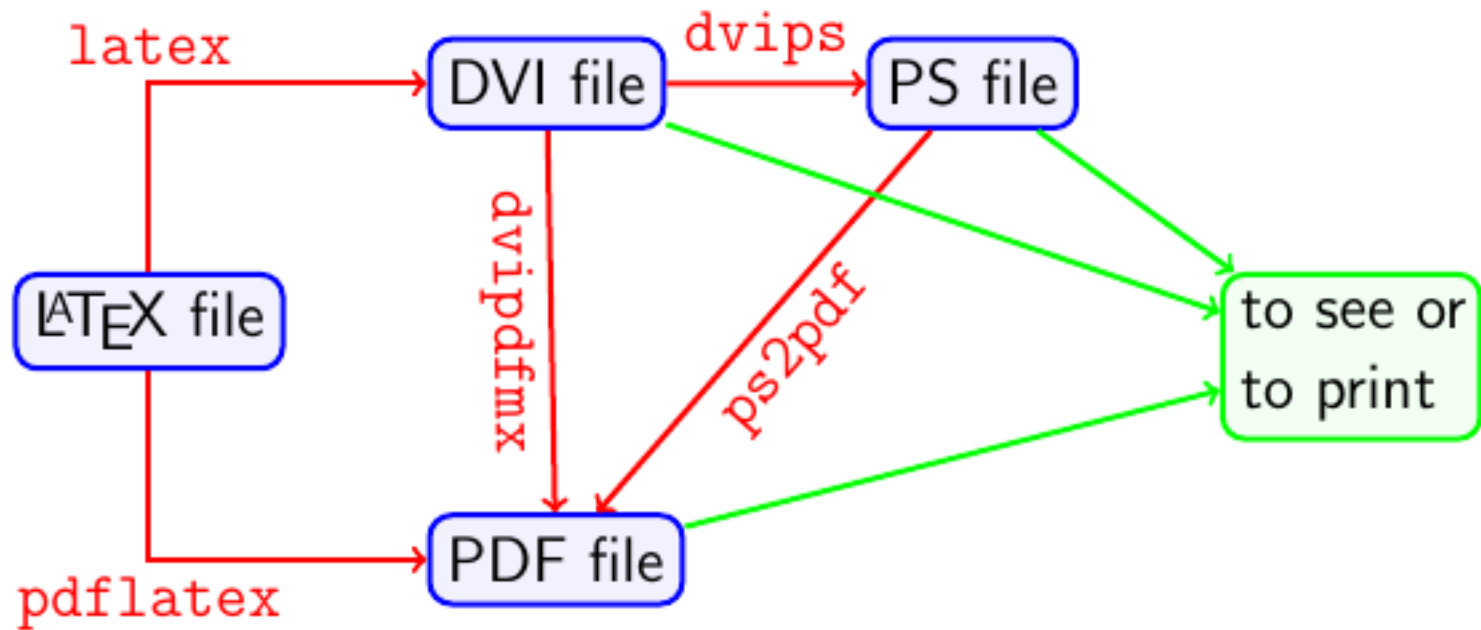 latex
dvips
DVI file
PS file
dvipdfmx
LATEX file
ps2pdf
to see or
to print
PDF file
pdflatex